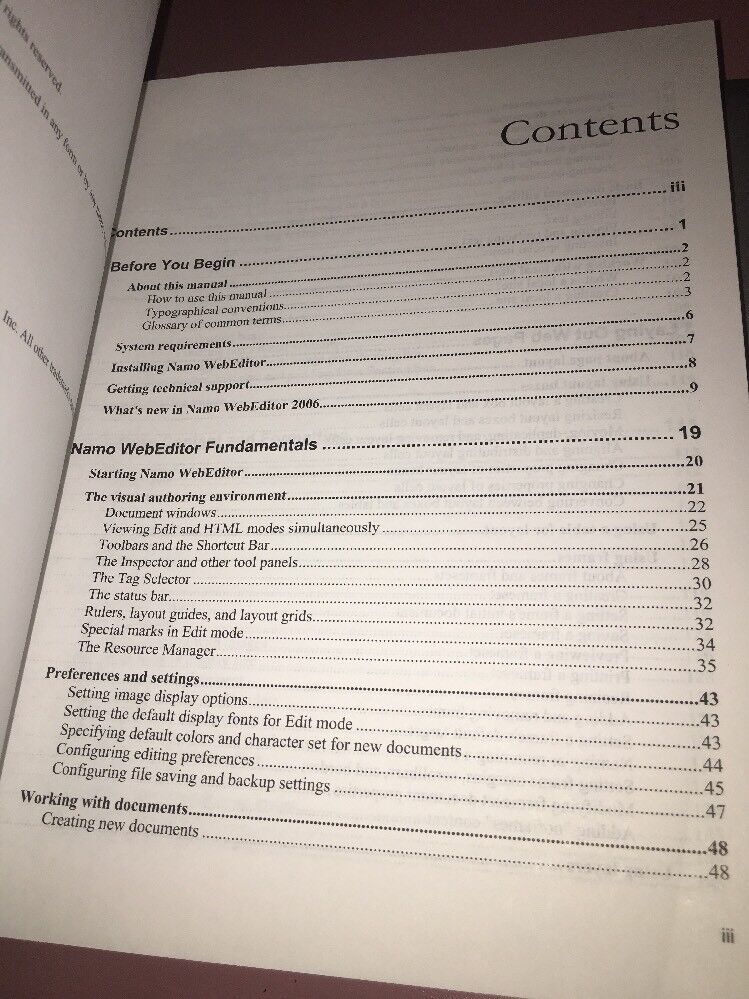 rights reserved.
ansmitted in any form or by
Inc. All other
Contents
Contents........iii
Before You Begin........1
About this manual........2
How to use this manual........2
Typographical conventions........2
Glossary of common terms........3
System requirements........6
Installing Namo WebEditor........7
Getting technical support........8
What's new in Namo WebEditor 2006........9
Namo WebEditor Fundamentals........19
Starting Namo WebEditor........20
The visual authoring environment........21
Document windows........22
Viewing Edit and HTML modes simultaneously........25
Toolbars and the Shortcut Bar........26
The Inspector and other tool panels........28
The Tag Selector........30
The status bar........32
Rulers, layout guides, and layout grids........32
Special marks in Edit mode........34
The Resource Manager........35
Preferences and settings........43
Setting image display options........43
Setting the default display fonts for Edit mode........43
Specifying default colors and character set for new documents........44
Configuring editing preferences........45
Configuring file saving and backup settings........47
Working with documents........48
Creating new documents........48
iii